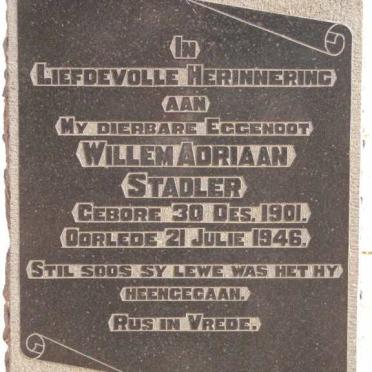 In
Liefdevolle Herinnering
aan
My dierbare Eggenoot
Willem Adriaan
Stadler
Gebore 30 Des. 1901.
Oorlede 21 Julie 1946.
Stil soos sy lewe was het hy
heengegaan.
Rus in Vrede.